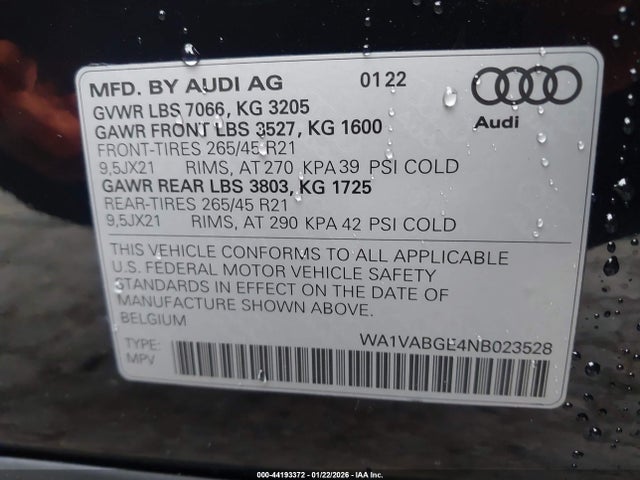 MFD. BY AUDI AG 01 22
GVWR LBS 7066, KG 3205
GAWR FRONT LBS 3527, KG 1600
FRONT-TIRES 265/45 R21
9,5JX21 RIMS, AT 270 KPA 39 PSI COLD
GAWR REAR LBS 3803, KG 1725
REAR-TIRES 265/45 R21
9,5JX21 RIMS, AT 290 KPA 42 PSI COLD
Audi
THIS VEHICLE CONFORMS TO ALL APPLICABLE
U.S. FEDERAL MOTOR VEHICLE SAFETY
STANDARDS IN EFFECT ON THE DATE OF
MANUFACTURE SHOWN ABOVE.
BELGIUM
WA1VABGE4NB023528
TYPE:
MPV
000-44193372 - 01/22/2026 - IAA Inc.